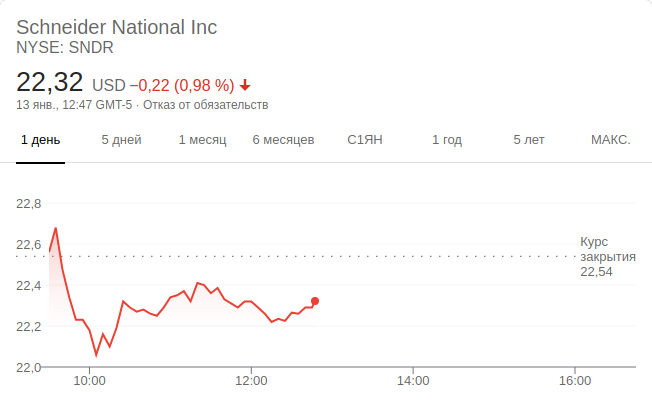 Schneider National Inc
NYSE: SNDR
22,32 USD −0,22 (0,98 %)
13 янв., 12:47 GMT-5 · Отказ от обязательств
1 день 5 дней 1 месяц 6 месяцев С1ЯН 1 год 5 лет МАКС.
22,8
22,6
22,4
22,2
22,0
Курс
закрытия
22,54
10:00 12:00 14:00 16:00